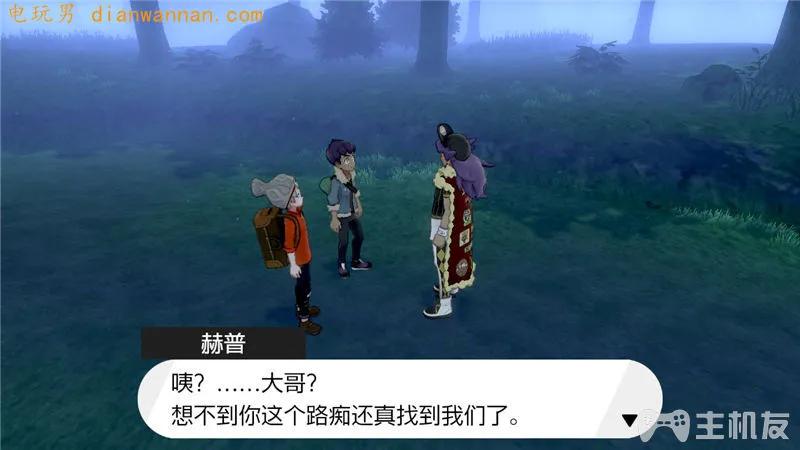 电玩男 dianwannan.com
赫普
咦？……大哥？
想不到你这个路痴还真找到我们了。
主机友